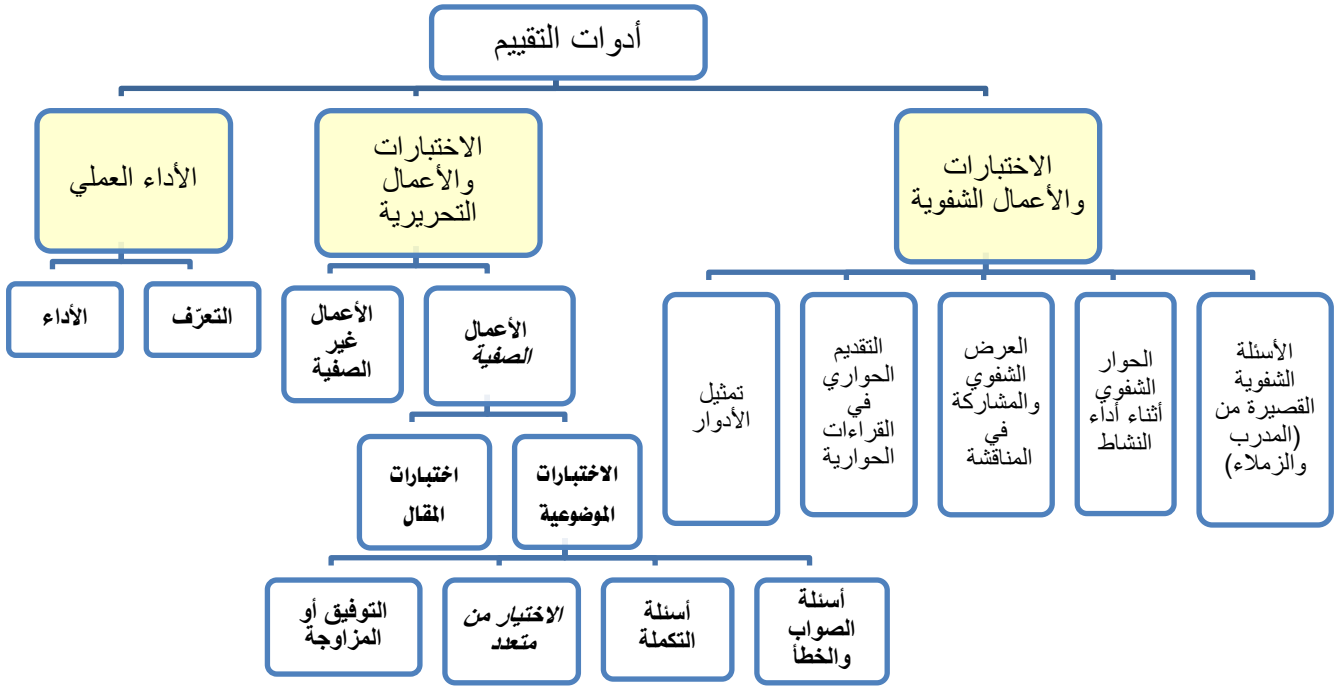 أدوات التقييم
الاختبارات
والأعمال الشفوية
الاختبارات
والأعمال
التحريرية
الأداء العملي
الأسئلة
الشفوية
القصيرة من
(المدرب
والزملاء)
الحوار
الشفوي
أثناء أداء
النشاط
العرض
الشفوي
والمشاركة
في
المناقشة
التقديم
الحواري
في
القراءات
الحوارية
تمثيل
الأدوار
الأعمال
الصفية
الأعمال
غير
الصفية
التعرّف
الأداء
الاختبارات
الموضوعية
اختبارات
المقال
أسئلة
الصواب
والخطأ
أسئلة
التكملة
الاختيار من
متعدد
التوفيق أو
المزاوجة